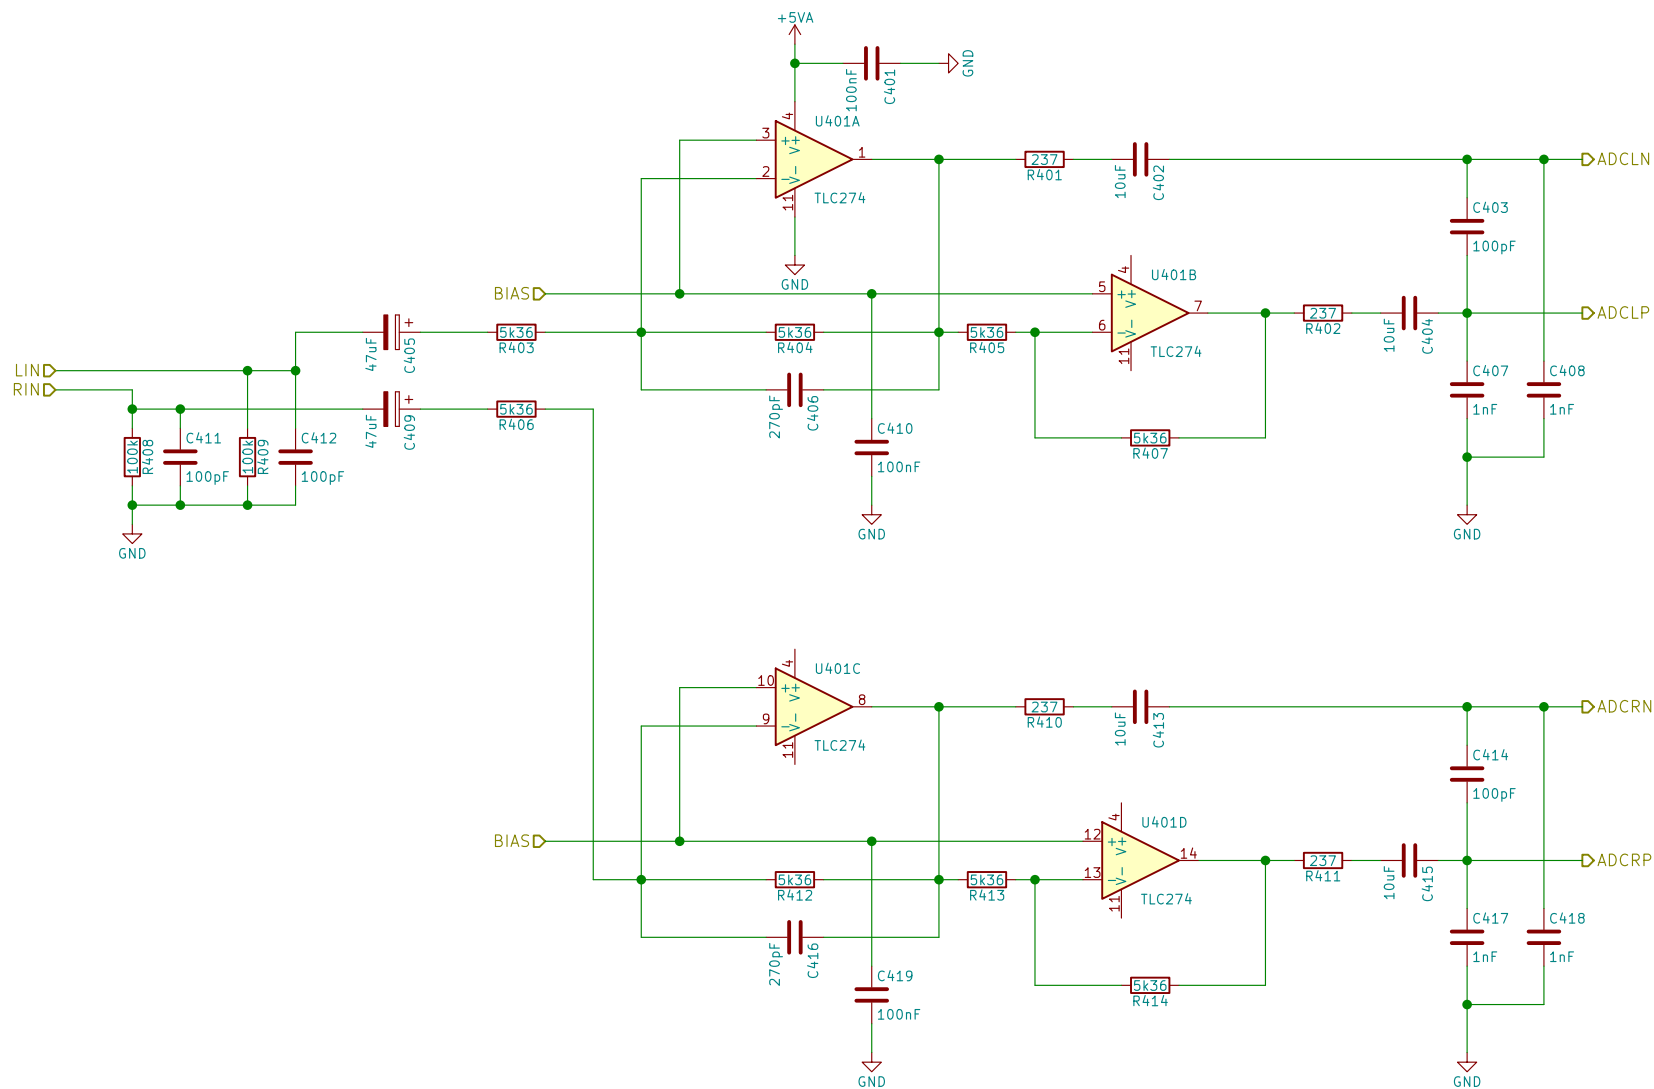 +5VA
100nF
C401
GND
U401A
4
3
2
1
11
+
V+
-
V-
TLC274
GND
237
R401
10uF
C402
ADCLN
C403
100pF
BIAS
U401B
4
5
6
7
11
+
V+
-
V-
TLC274
237
R402
10uF
C404
ADCLP
LIN
RIN
47uF
C405
+
5k36
R403
5k36
R404
5k36
R405
270pF
C406
47uF
C409
+
5k36
R406
5k36
R407
C407
1nF
C408
1nF
100k
R408
C411
100pF
100k
R409
C412
100pF
C410
100nF
GND
GND
GND
U401C
4
10
9
8
11
+
V+
-
V-
TLC274
237
R410
10uF
C413
ADCRN
C414
100pF
BIAS
U401D
4
12
13
14
11
+
V+
-
V-
TLC274
237
R411
10uF
C415
ADCRP
5k36
R412
5k36
R413
270pF
C416
5k36
R414
C417
1nF
C418
1nF
C419
100nF
GND
GND